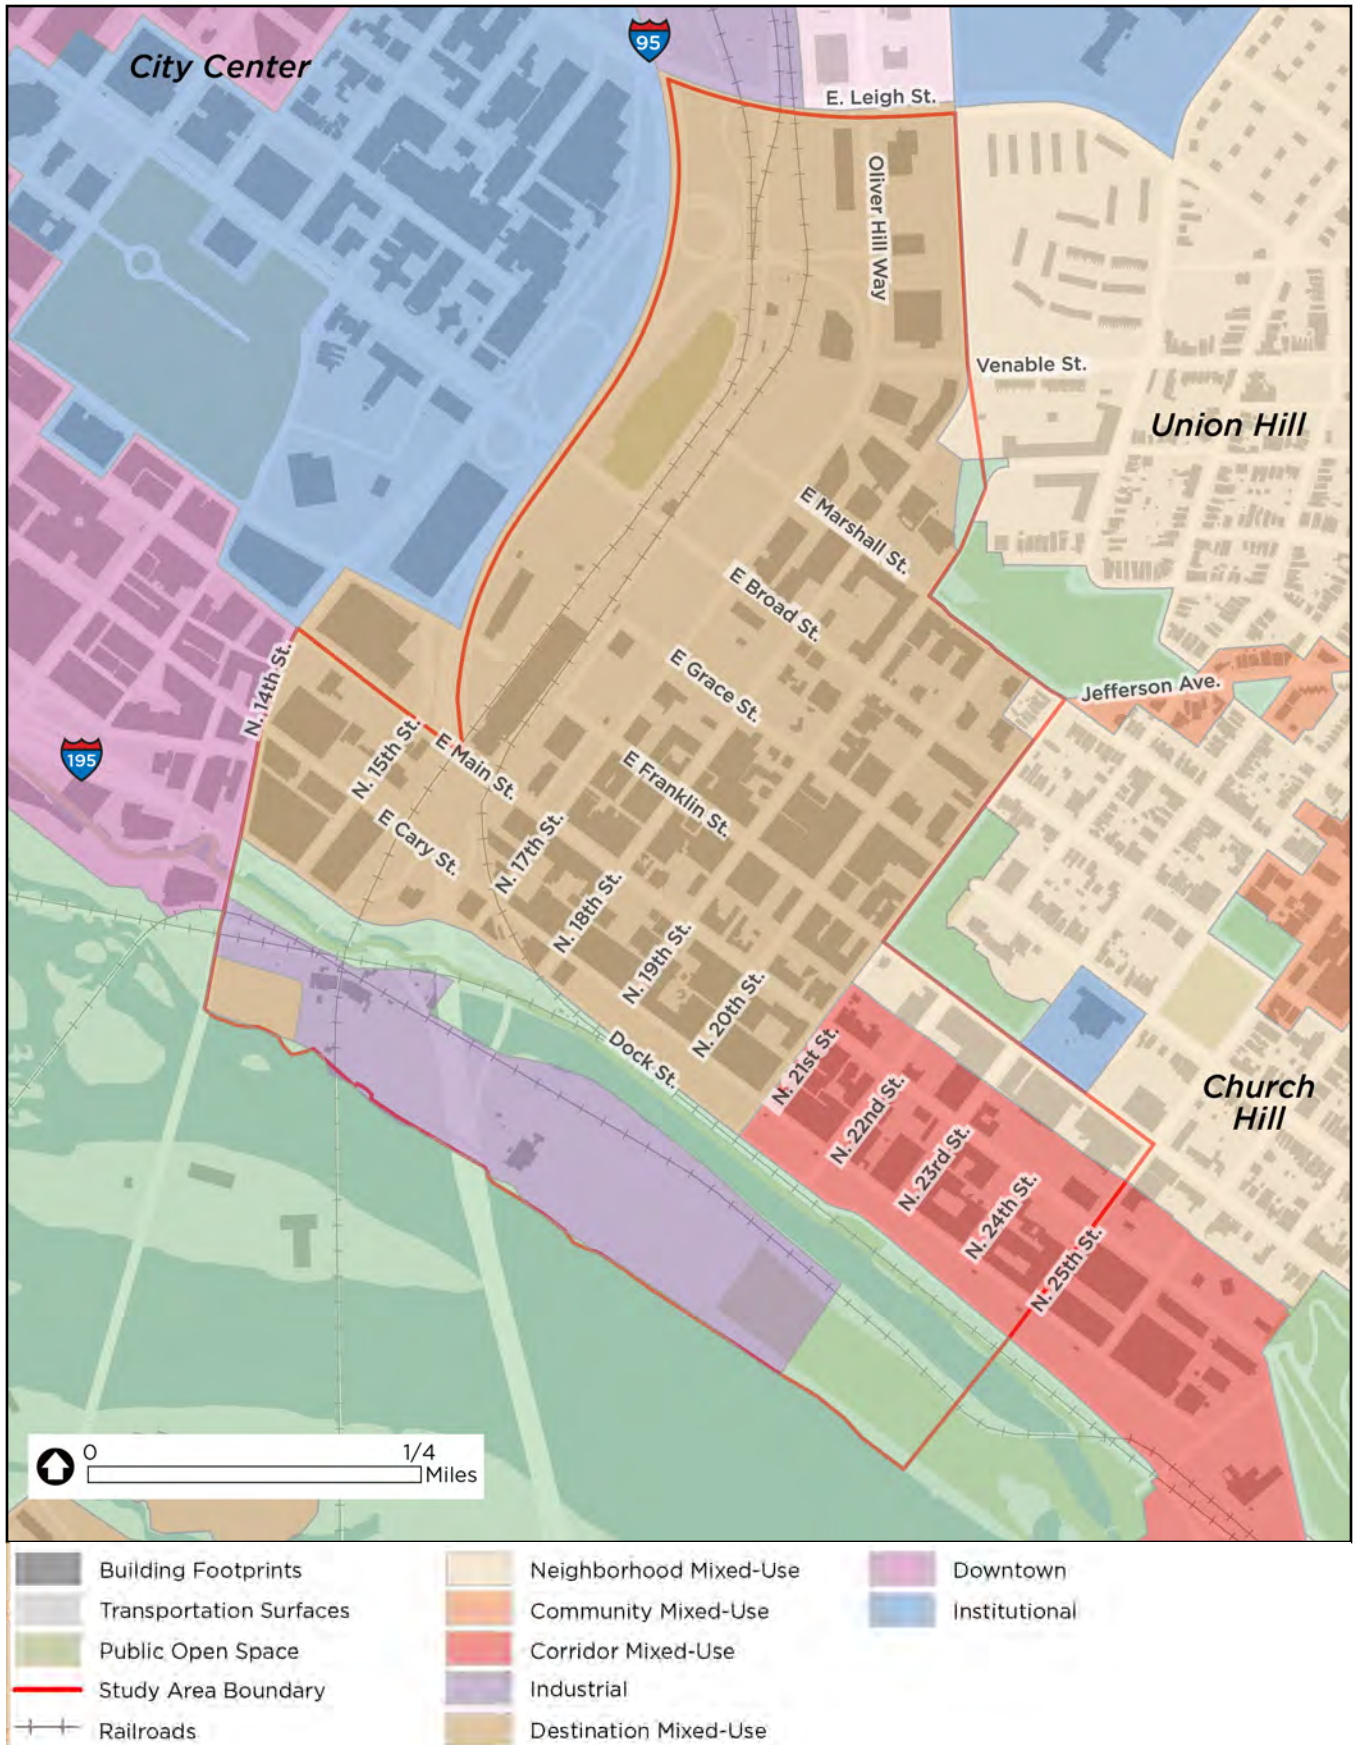 City Center
95
E. Leigh St.
Oliver Hill Way
Venable St.
Union Hill
E Marshall St.
E Broad St.
E Grace St.
Jefferson Ave.
N. 14th St.
195
N. 15th St.
E Main St.
E Franklin St.
E Cary St.
N. 17th St.
N. 18th St.
N. 19th St.
N. 20th St.
Dock St.
N. 21st St.
N. 22nd St.
N. 23rd St.
N. 24th St.
N. 25th St.
Church
Hill
0 1/4
Miles
Building Footprints
Transportation Surfaces
Public Open Space
Study Area Boundary
Railroads
Neighborhood Mixed-Use
Community Mixed-Use
Corridor Mixed-Use
Industrial
Destination Mixed-Use
Downtown
Institutional